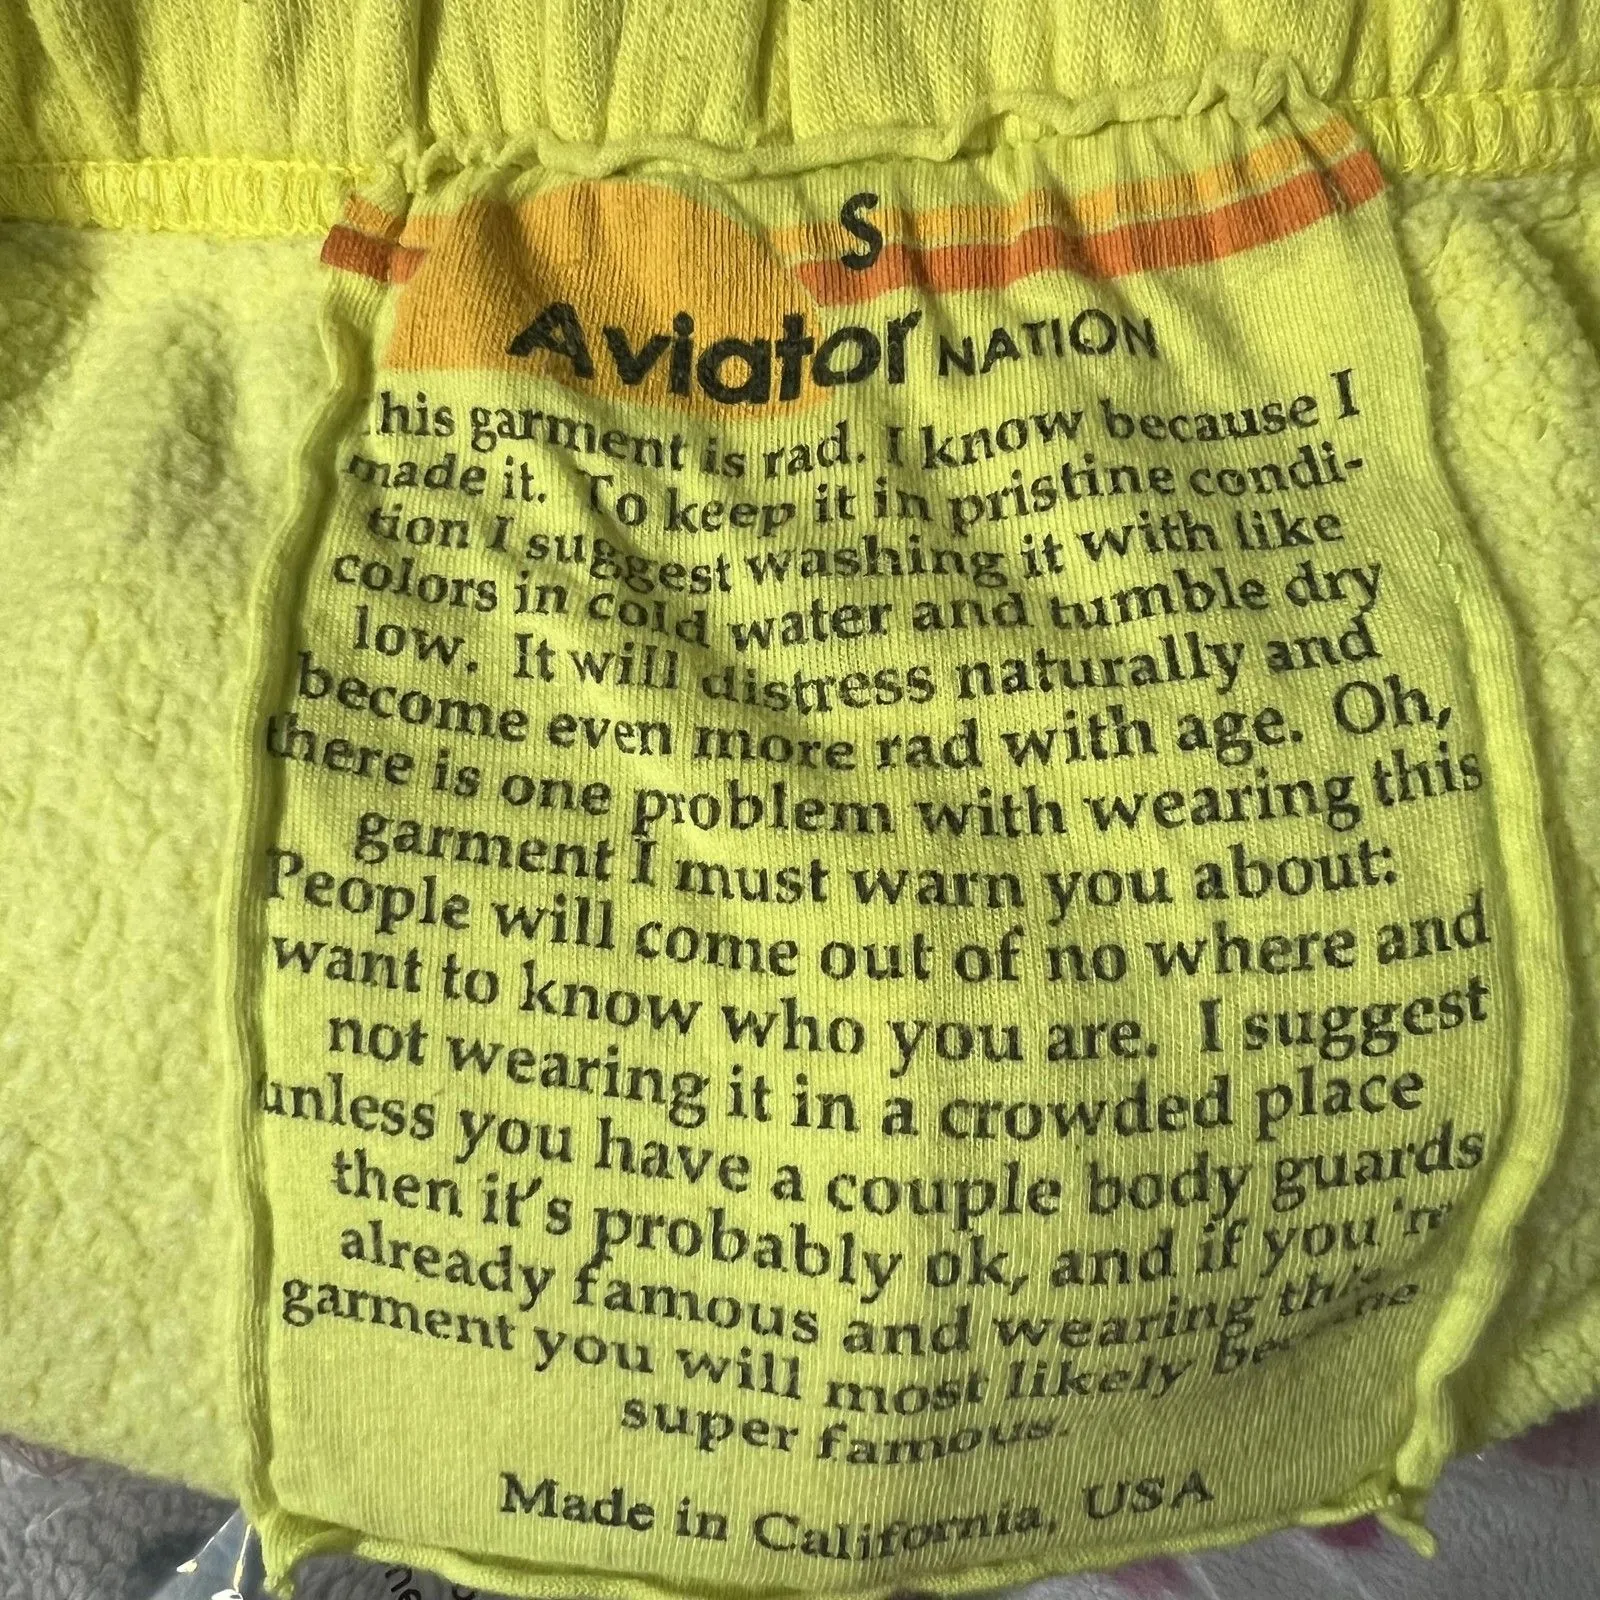 S
Aviator NATION
his garment is rad. I know because I
made it. To keep it in pristine condi-
tion I suggest washing it with like
colors in cold water and tumble dry
low. It will distress naturally and
become even more rad with age. Oh,
there is one problem with wearing this
garment I must warn you about:
People will come out of no where and
want to know who you are. I suggest
not wearing it in a crowded place
unless you have a couple body guards
then it's probably ok, and if you're
already famous and wearing this
garment you will most likely become
super famous.
Made in California, USA